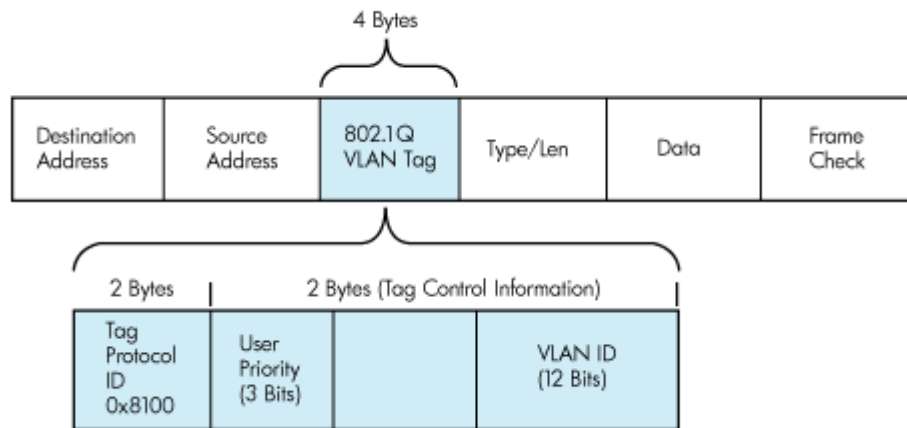 4 Bytes
Destination
Address
Source
Address
802.1Q
VLAN Tag
Type/Len
Data
Frame
Check
2 Bytes
2 Bytes (Tag Control Information)
Tag
Protocol
ID
0x8100
User
Priority
(3 Bits)
VLAN ID
(12 Bits)